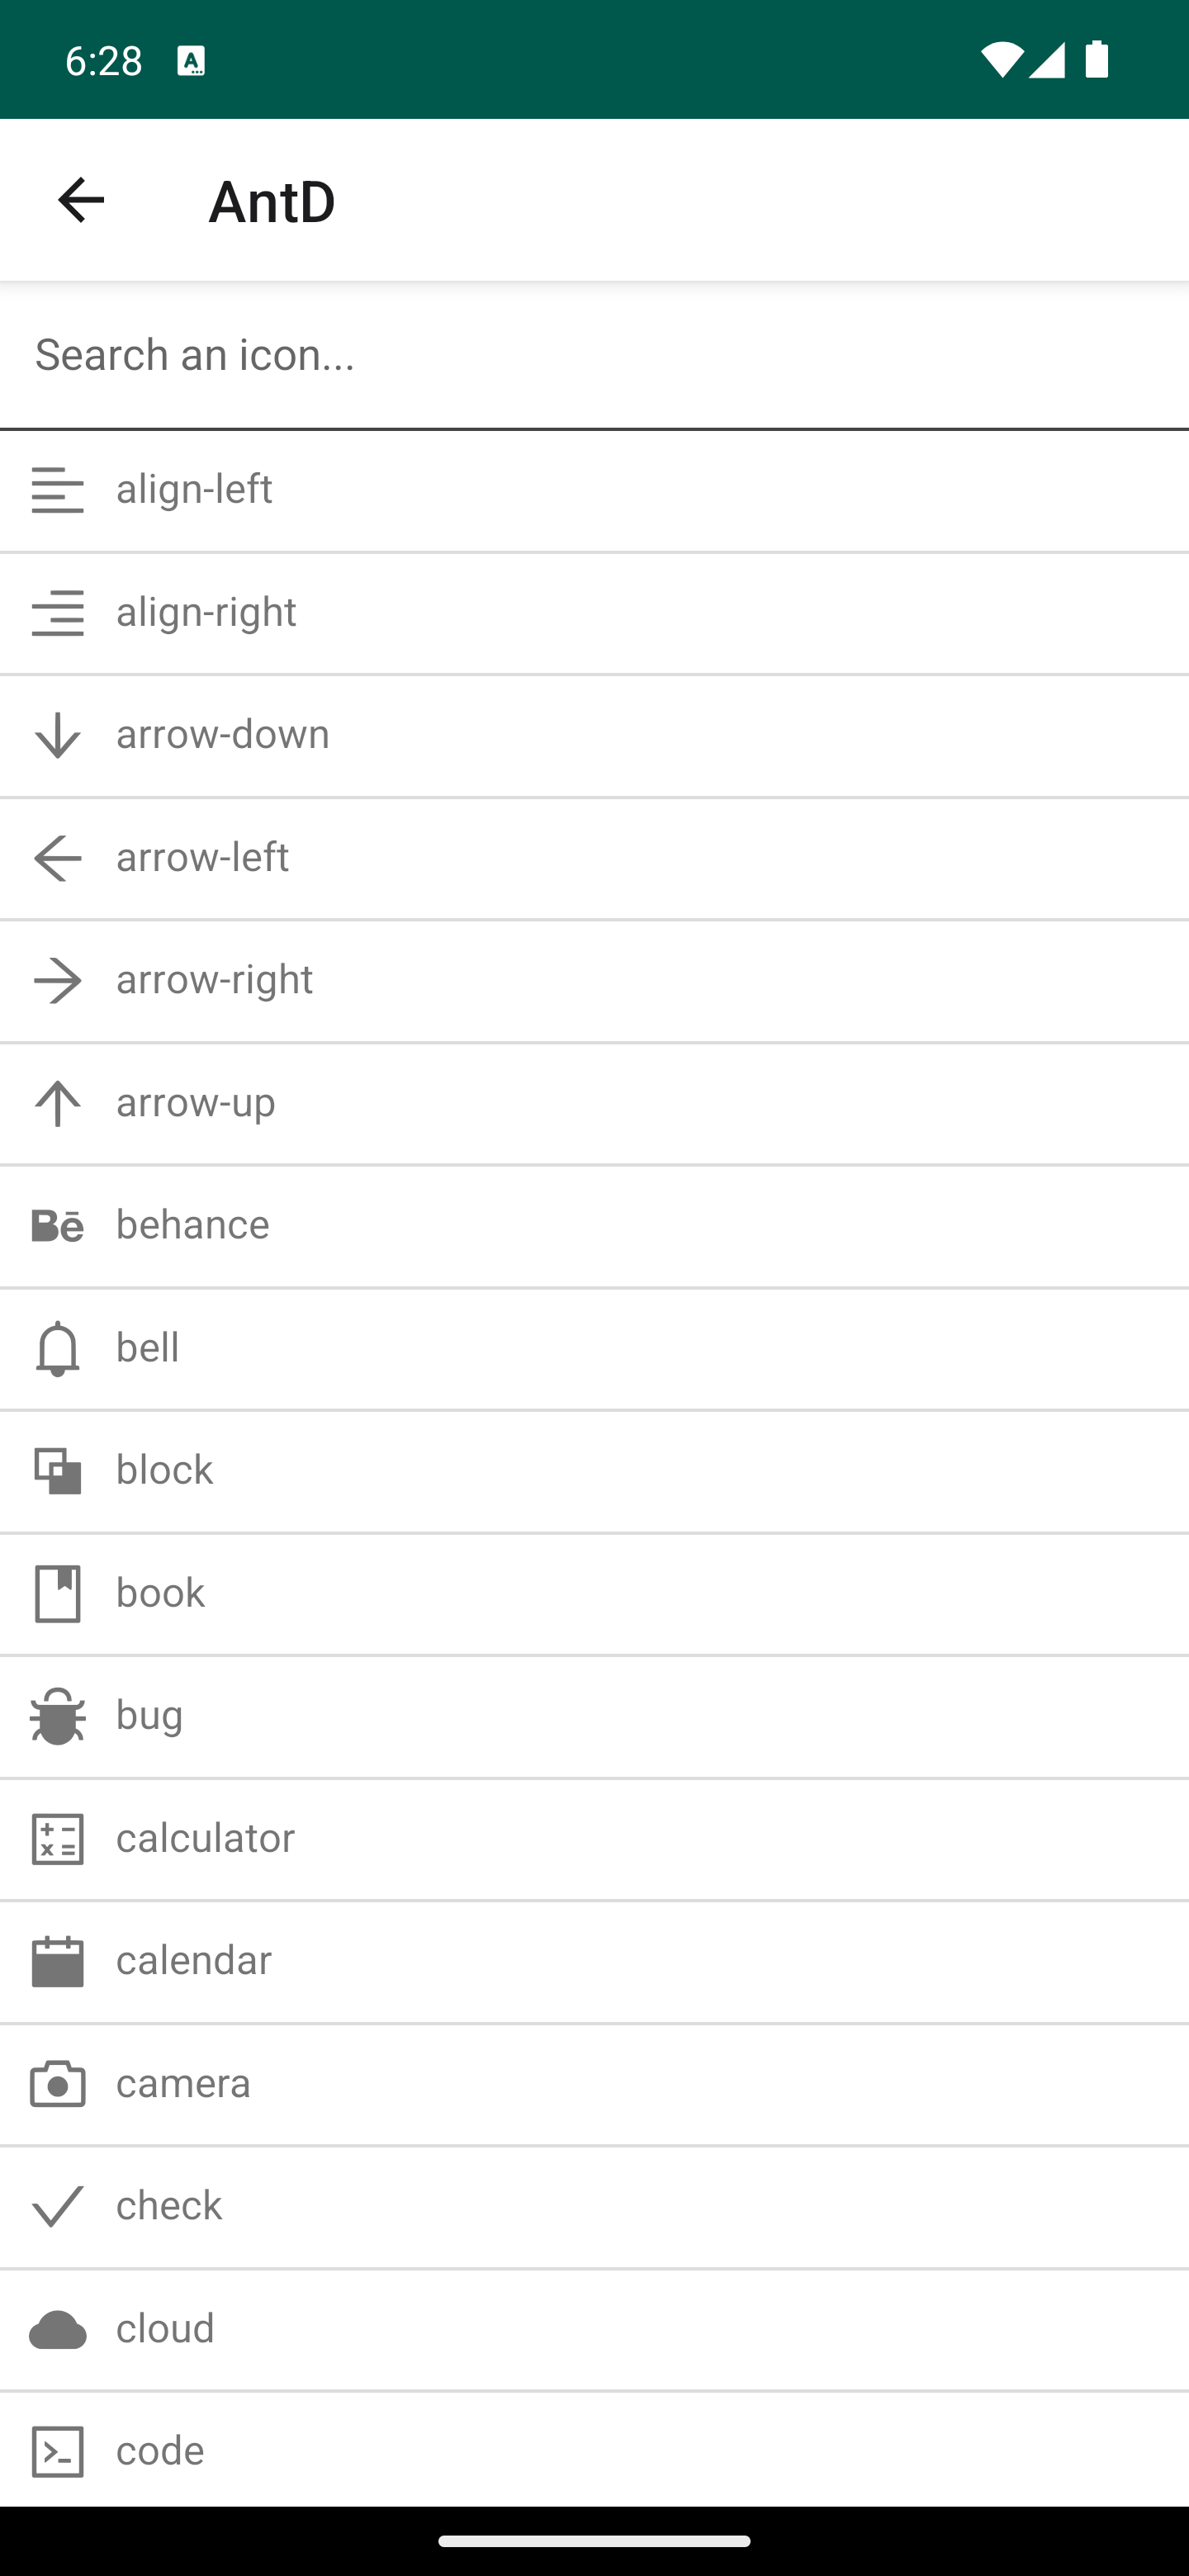 6:28
AntD
Search an icon...
align-left
align-right
arrow-down
arrow-left
arrow-right
arrow-up
Bē behance
bell
block
book
bug
calculator
calendar
camera
check
cloud
code